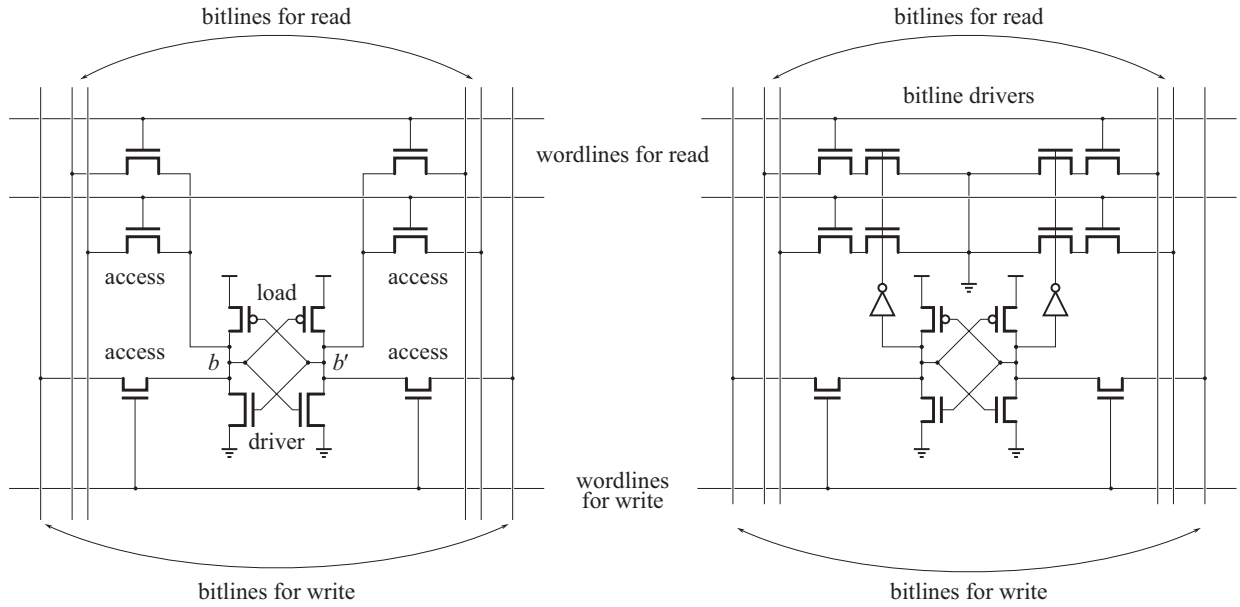 bitlines for read
bitlines for read
bitline drivers
wordlines for read
access
access
load
access
access
b
b′
driver
wordlines
for write
bitlines for write
bitlines for write